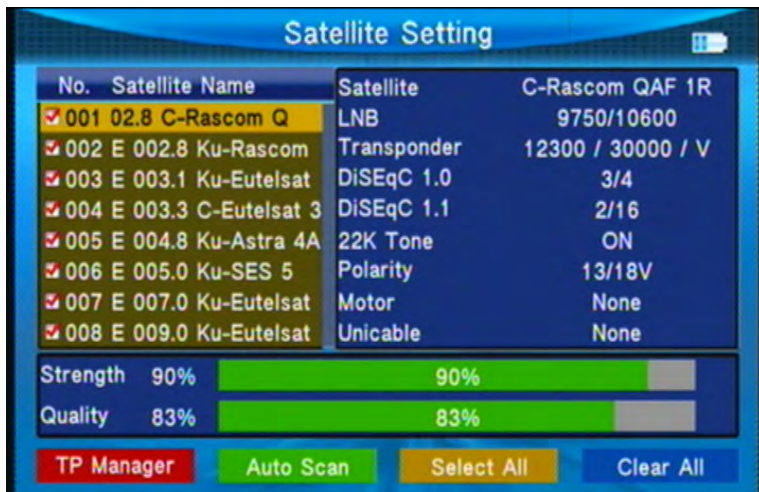 Satellite Setting
No. Satellite Name
001 02.8 C-Rascom Q
002 E 002.8 Ku-Rascom
003 E 003.1 Ku-Eutelsat
004 E 003.3 C-Eutelsat 3
005 E 004.8 Ku-Astra 4A
006 E 005.0 Ku-SES 5
007 E 007.0 Ku-Eutelsat
008 E 009.0 Ku-Eutelsat
Satellite C-Rascom QAF 1R
LNB 9750/10600
Transponder 12300 / 30000 / V
DiSEqC 1.0 3/4
DiSEqC 1.1 2/16
22K Tone ON
Polarity 13/18V
Motor None
Unicable None
Strength 90% 90%
Quality 83% 83%
TP Manager Auto Scan Select All Clear All